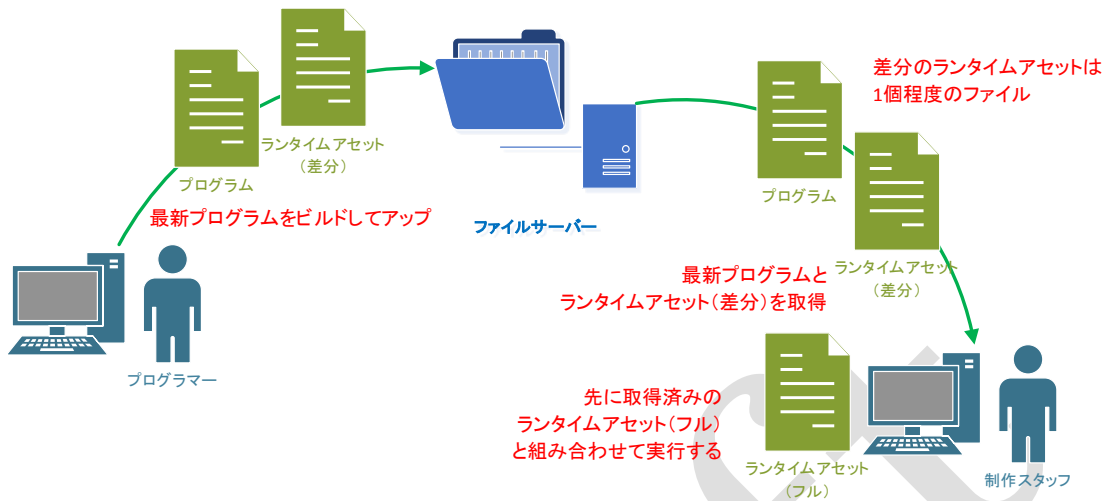 ランタイムアセット
（差分）
プログラム
最新プログラムをビルドしてアップ
プログラマー
ファイルサーバー
差分のランタイムアセットは
1個程度のファイル
プログラム
ランタイムアセット
（差分）
最新プログラムと
ランタイムアセット（差分）を取得
先に取得済みの
ランタイムアセット（フル）
と組み合わせて実行する
ランタイムアセット
（フル）
制作スタッフ